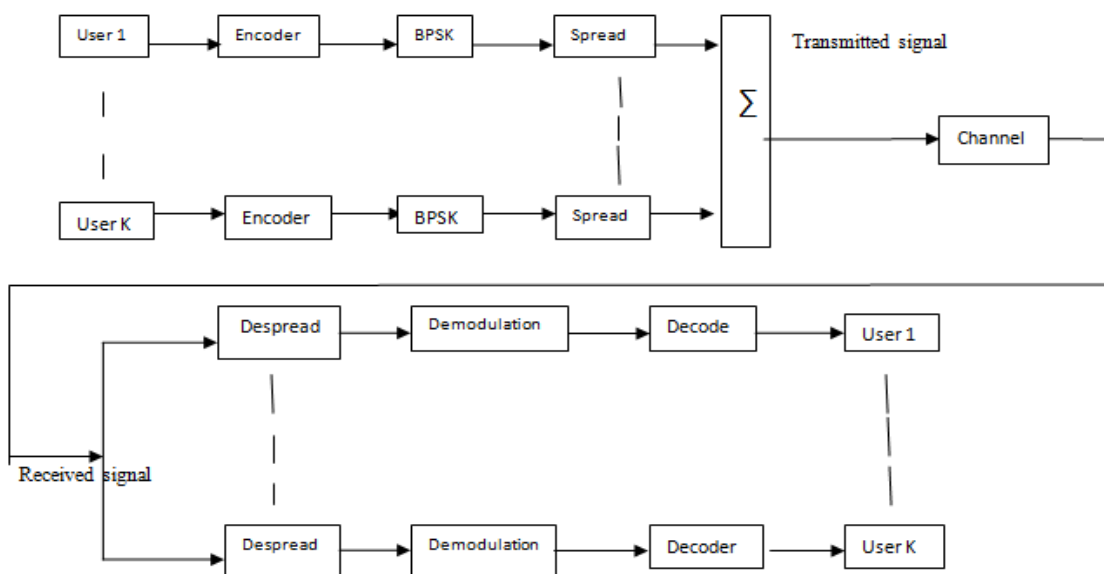 User 1
Encoder
BPSK
Spread
Transmitted signal
∑
Channel
User K
Encoder
BPSK
Spread
Despread
Demodulation
Decode
User 1
Received signal
Despread
Demodulation
Decoder
User K